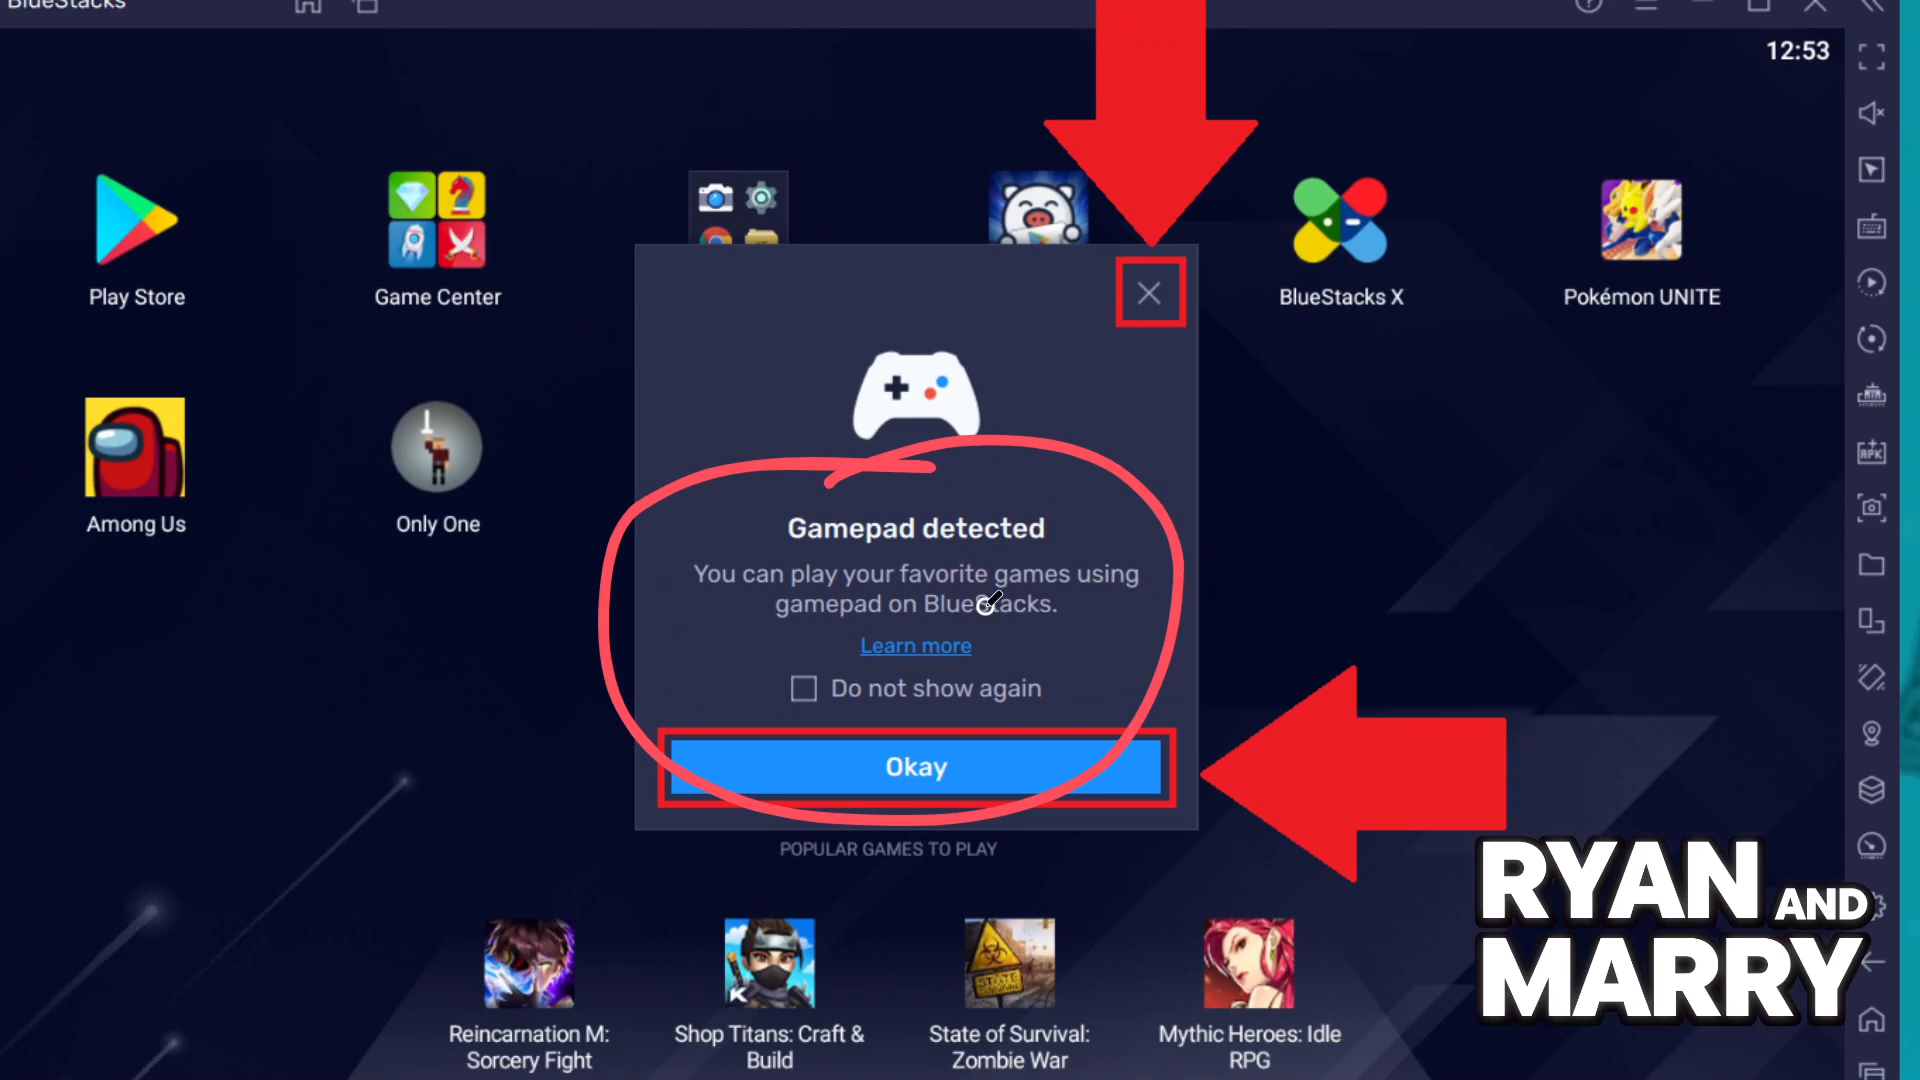 BlueStacks
12:53
Play Store
Game Center
BlueStacks X
Pokémon UNITE
Among Us
Only One
Gamepad detected
You can play your favorite games using
gamepad on BlueStacks.
Learn more
Do not show again
Okay
POPULAR GAMES TO PLAY
APK
RYAN AND
MARRY
STATE
Reincarnation M:
Sorcery Fight
Shop Titans: Craft &
Build
State of Survival:
Zombie War
Mythic Heroes: Idle
RPG